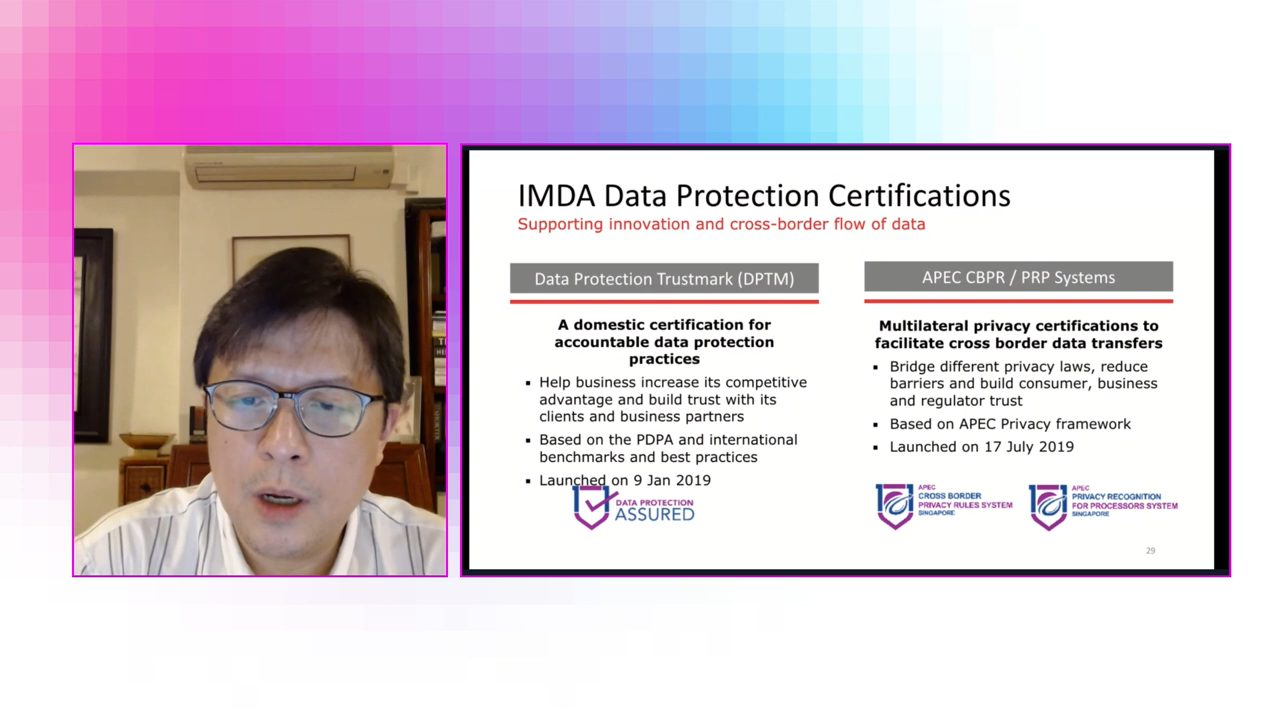 IMDA Data Protection Certifications
Supporting innovation and cross-border flow of data
Data Protection Trustmark (DPTM)
A domestic certification for
accountable data protection
practices
▪ Help business increase its competitive
advantage and build trust with its
clients and business partners
▪ Based on the PDPA and international
benchmarks and best practices
▪ Launched on 9 Jan 2019
DATA PROTECTION
ASSURED
APEC CBPR / PRP Systems
Multilateral privacy certifications to
facilitate cross border data transfers
▪ Bridge different privacy laws, reduce
barriers and build consumer, business
and regulator trust
▪ Based on APEC Privacy framework
▪ Launched on 17 July 2019
APEC
CROSS BORDER
PRIVACY RULES SYSTEM
SINGAPORE
APEC
PRIVACY RECOGNITION
FOR PROCESSORS SYSTEM
SINGAPORE
29